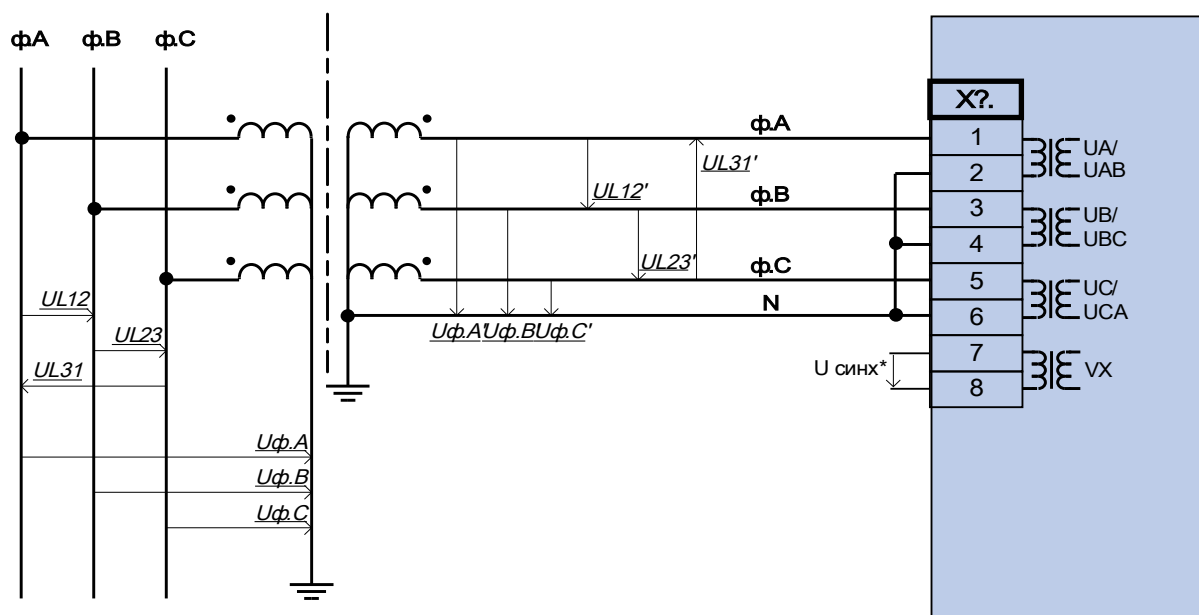 ф.А ф.В ф.С
X?.
ф.А
1
UA/
UAB
UL31'
2
UL12'
ф.В
3
UB/
UBC
4
UL23'
ф.С
5
UC/
UCA
UL12
N
6
UL23
Uф.A' Uф.B' Uф.C'
7
U синх*
VX
UL31
8
Uф.A
Uф.B
Uф.C